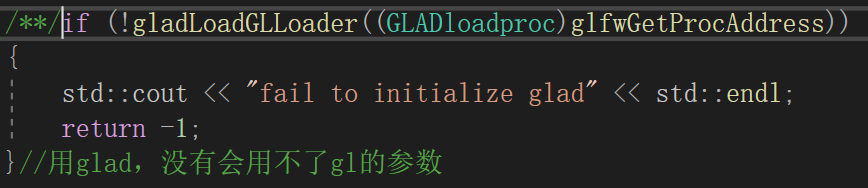 /**/if (!gladLoadGLLoader((GLADloadproc)glfwGetProcAddress))
{
std::cout << "fail to initialize glad" << std::endl;
return -1;
}//用glad，没有会用不了gl的参数